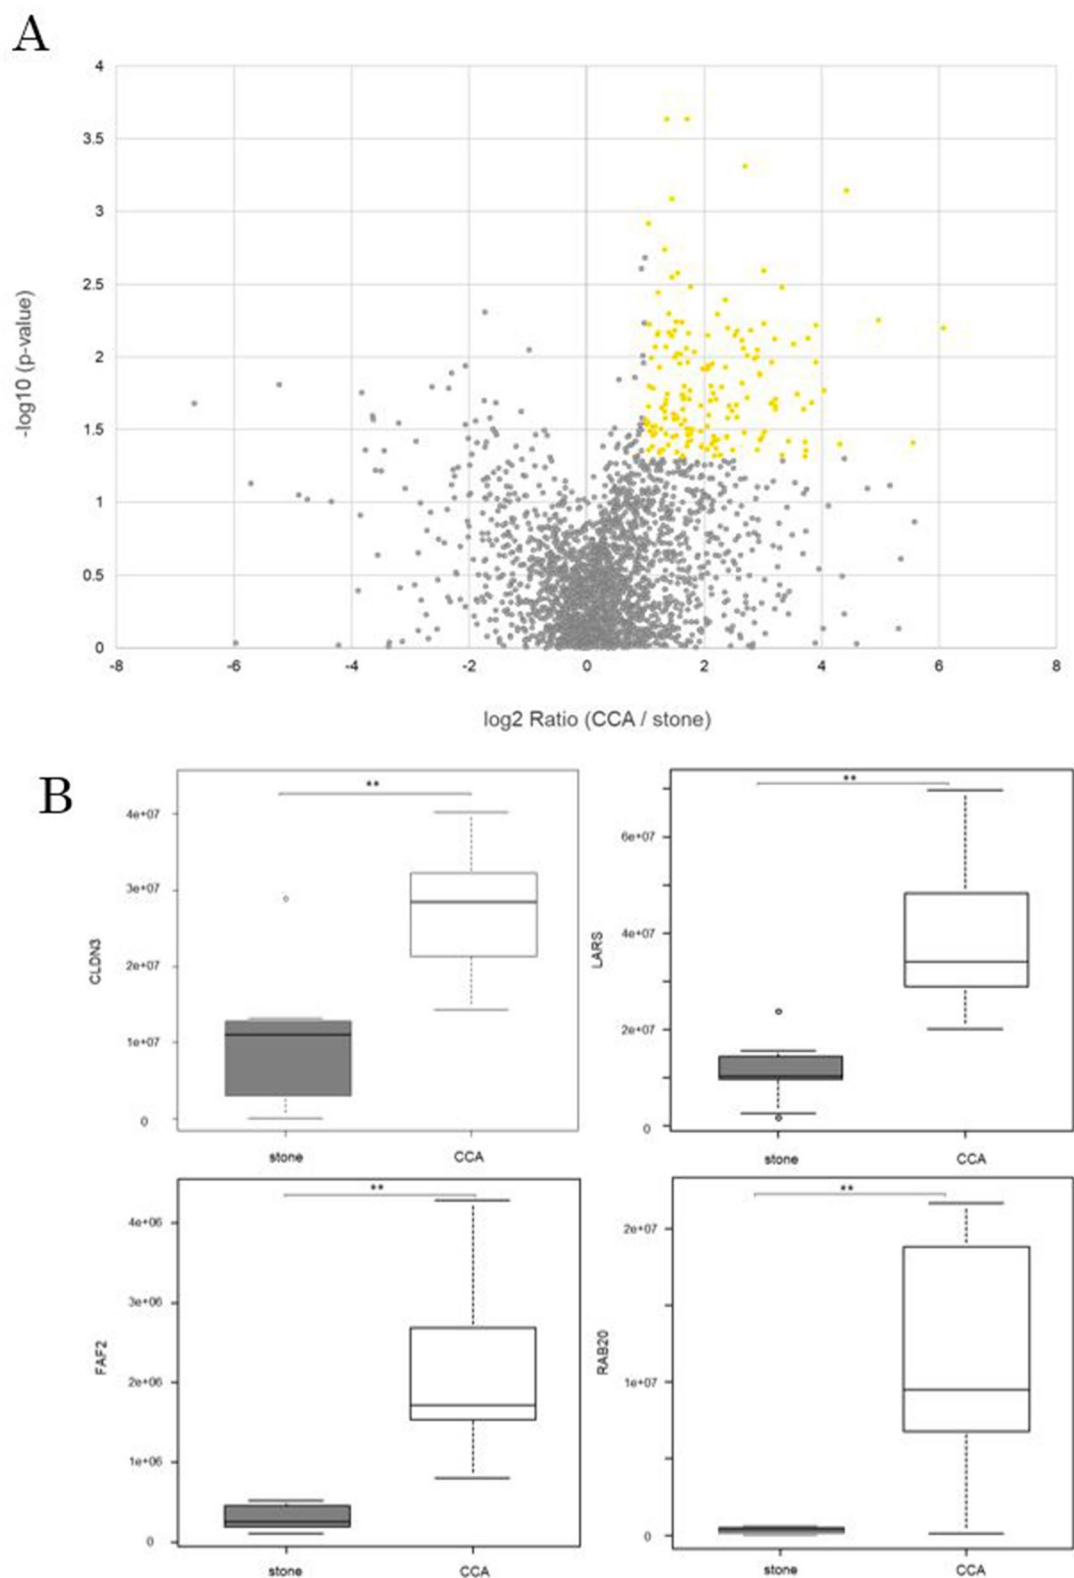 A
4
3.5
3
2.5
2
1.5
1
0.5
0
-log10 (p-value)
-8 -6 -4 -2 0 2 4 6 8
log2 Ratio (CCA / stone)
B
**
4e+07
3e+07
2e+07
1e+07
0
CLDN3
stone CCA
**
6e+07
4e+07
2e+07
0
LARS
stone CCA
**
4e+06
3e+06
2e+06
1e+06
0
FAF2
stone CCA
**
2e+07
1e+07
0
RAB20
stone CCA